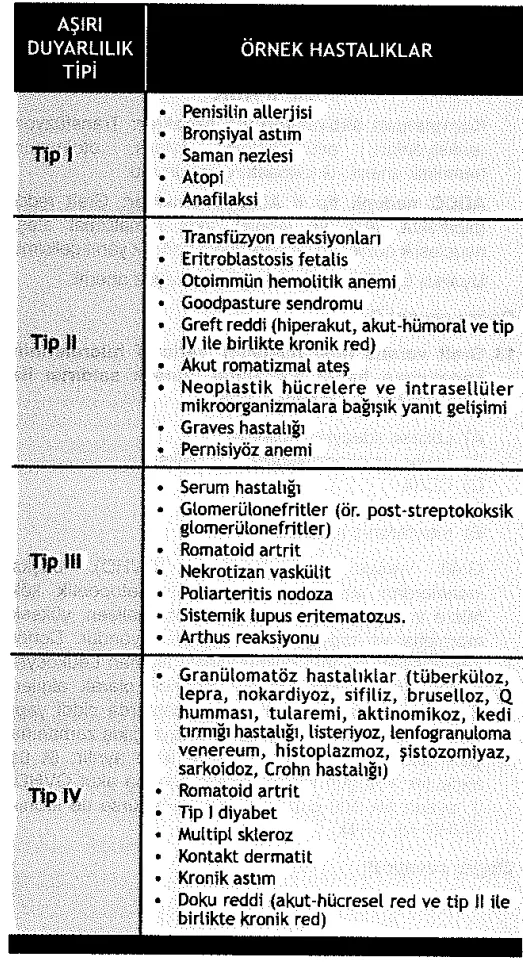 AŞIRI
DUYARLILIK
TİPİ
ÖRNEK HASTALIKLAR
Tip I
• Penisilin allerjisi
• Bronşiyal astım
• Saman nezlesi
• Atopi
• Anafilaksi
Tip II
• Transfüzyon reaksiyonları
• Eritroblastosis fetalis
• Otoimmün hemolitik anemi
• Goodpasture sendromu
• Greft reddi (hiperakut, akut-hümoral ve tip
IV ile birlikte kronik red)
• Akut romatizmal ateş
• Neoplastik hücrelere ve intrasellüler
mikroorganizmalara bağışık yanıt gelişimi
• Graves hastalığı
• Pernisiyöz anemi
Tip III
• Serum hastalığı
• Glomerülonefritler (ör. post-streptokoksik
glomerülonefritler)
• Romatoid artrit
• Nekrotizan vaskülit
• Poliarteritis nodoza
• Sistemik lupus eritematozus.
• Arthus reaksiyonu
Tip IV
• Granülomatöz hastalıklar (tüberküloz,
lepra, nokardiyoz, sifiliz, bruselloz, Q
humması, tularemi, aktinomikoz, kedi
tırmığı hastalığı, listeriyoz, lenfogranuloma
venereum, histoplazmoz, şistozomiyaz,
sarkoidoz, Crohn hastalığı)
• Romatoid artrit
• Tip I diyabet
• Multipl skleroz
• Kontakt dermatit
• Kronik astım
• Doku reddi (akut-hücresel red ve tip II ile
birlikte kronik red)